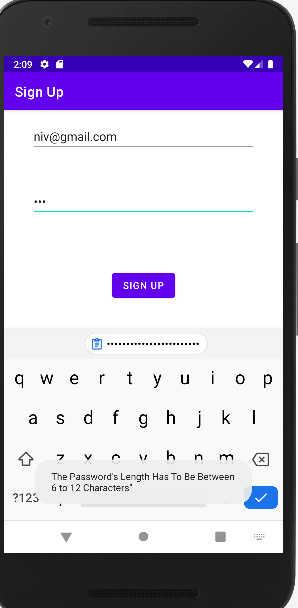 2:09
Sign Up
niv@gmail.com
•••
SIGN UP
••••••••••••••••••••••••
q w e r t y u i o p
a s d f g h j k l
z x c v b n m
The Password's Length Has To Be Between
6 to 12 Characters"
?123